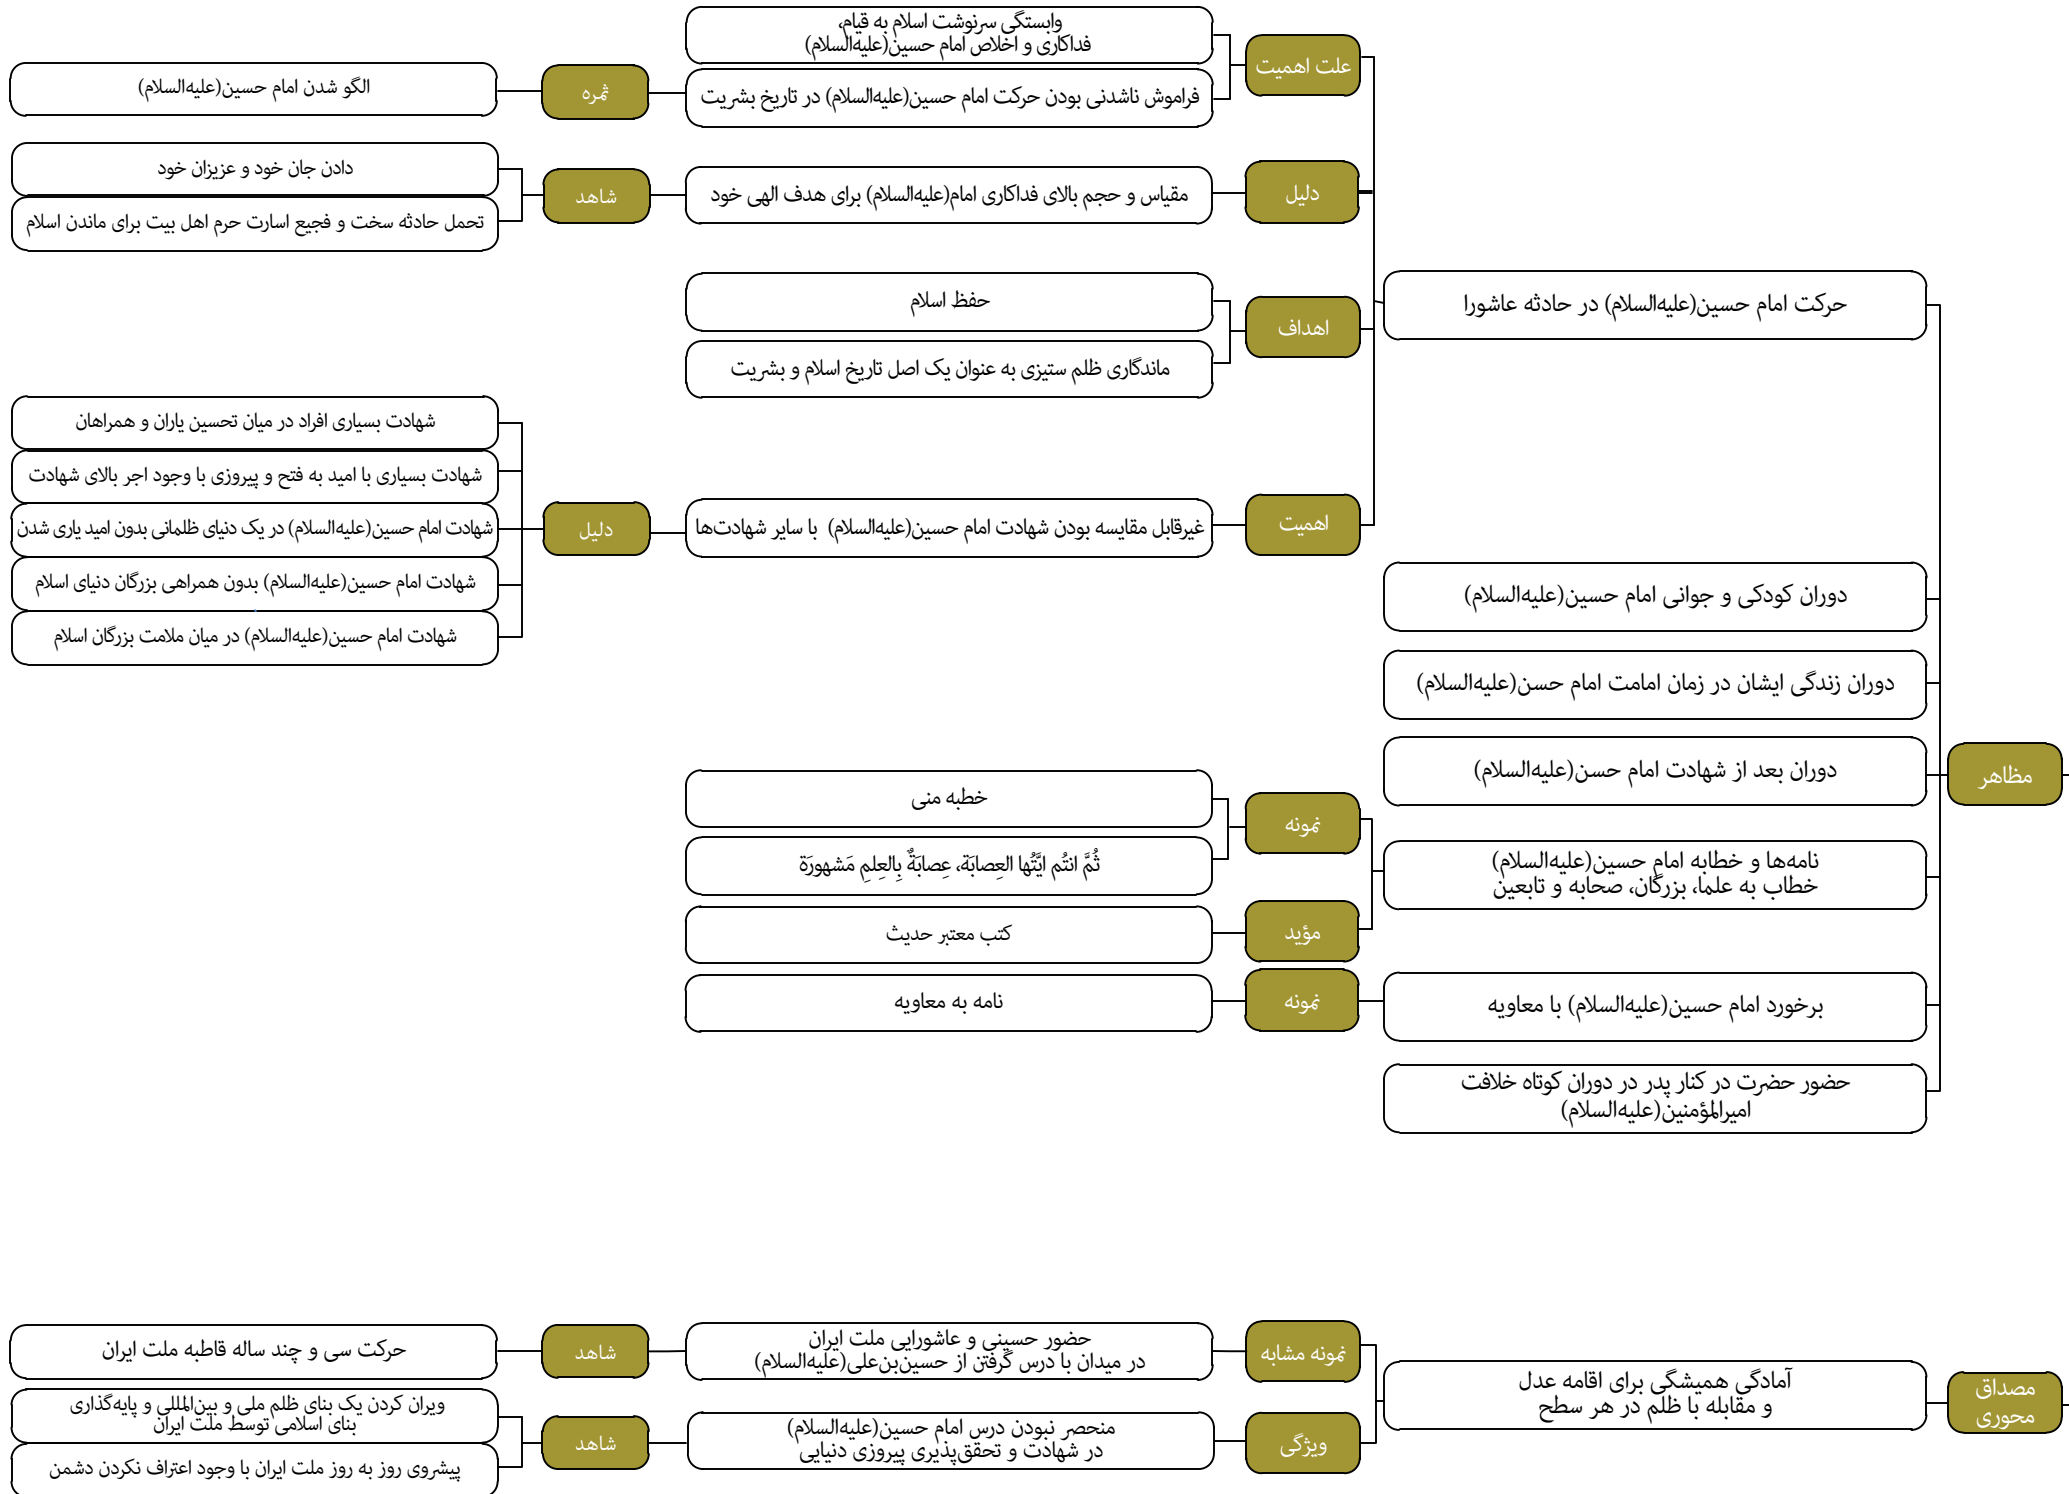 مظاهر
حرکت امام حسین(علیه‌السلام) در حادثه عاشورا
علت اهمیت
وابستگی سرنوشت اسلام به قیام،
فداکاری و اخلاص امام حسین(علیه‌السلام)
فراموش ناشدنی بودن حرکت امام حسین(علیه‌السلام) در تاریخ بشریت
ثمره
الگو شدن امام حسین(علیه‌السلام)
دلیل
مقیاس و حجم بالای فداکاری امام(علیه‌السلام) برای هدف الهی خود
شاهد
دادن جان خود و عزیزان خود
تحمل حادثه سخت و فجیع اسارت حرم اهل بیت برای ماندن اسلام
اهداف
حفظ اسلام
ماندگاری ظلم ستیزی به عنوان یک اصل تاریخ اسلام و بشریت
اهمیت
غیرقابل مقایسه بودن شهادت امام حسین(علیه‌السلام) با سایر شهادت‌ها
دلیل
شهادت بسیاری افراد در میان تحسین یاران و همراهان
شهادت بسیاری با امید به فتح و پیروزی با وجود اجر بالای شهادت
شهادت امام حسین(علیه‌السلام) در یک دنیای ظلمانی بدون امید یاری شدن
شهادت امام حسین(علیه‌السلام) بدون همراهی بزرگان دنیای اسلام
شهادت امام حسین(علیه‌السلام) در میان ملامت بزرگان اسلام
دوران کودکی و جوانی امام حسین(علیه‌السلام)
دوران زندگی ایشان در زمان امامت امام حسن(علیه‌السلام)
دوران بعد از شهادت امام حسن(علیه‌السلام)
نامه‌ها و خطابه امام حسین(علیه‌السلام)
خطاب به علما، بزرگان، صحابه و تابعین
نمونه
خطبه منی
ثُمَّ انتُم ایَّتُها العِصابَة، عِصابَةٌ بِالعِلمِ مَشهورَة
مؤید
کتب معتبر حدیث
برخورد امام حسین(علیه‌السلام) با معاویه
نمونه
نامه به معاویه
حضور حضرت در کنار پدر در دوران کوتاه خلافت
امیرالمؤمنین(علیه‌السلام)
مصداق
محوری
آمادگی همیشگی برای اقامه عدل
و مقابله با ظلم در هر سطح
نمونه مشابه
حضور حسینی و عاشورایی ملت ایران
در میدان با درس گرفتن از حسین‌بن‌علی(علیه‌السلام)
شاهد
حرکت سی و چند ساله قاطبه ملت ایران
ویژگی
منحصر نبودن درس امام حسین(علیه‌السلام)
در شهادت و تحقق‌پذیری پیروزی دنیایی
شاهد
ویران کردن یک بنای ظلم ملی و بین‌المللی و پایه‌گذاری
بنای اسلامی توسط ملت ایران
پیشروی روز به روز ملت ایران با وجود اعتراف نکردن دشمن